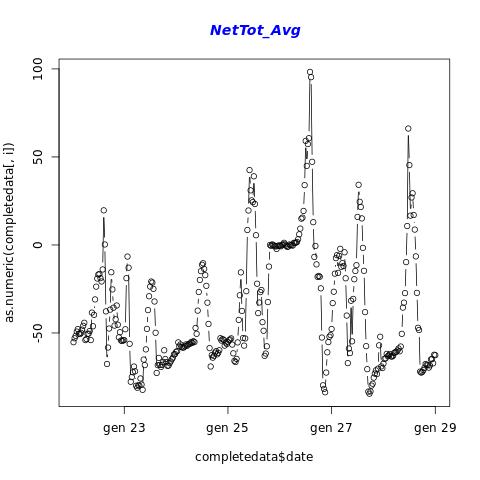 NetTot_Avg
as.numeric(completedata[, i])
100
50
0
-50
gen 23
gen 25
gen 27
gen 29
completedata$date